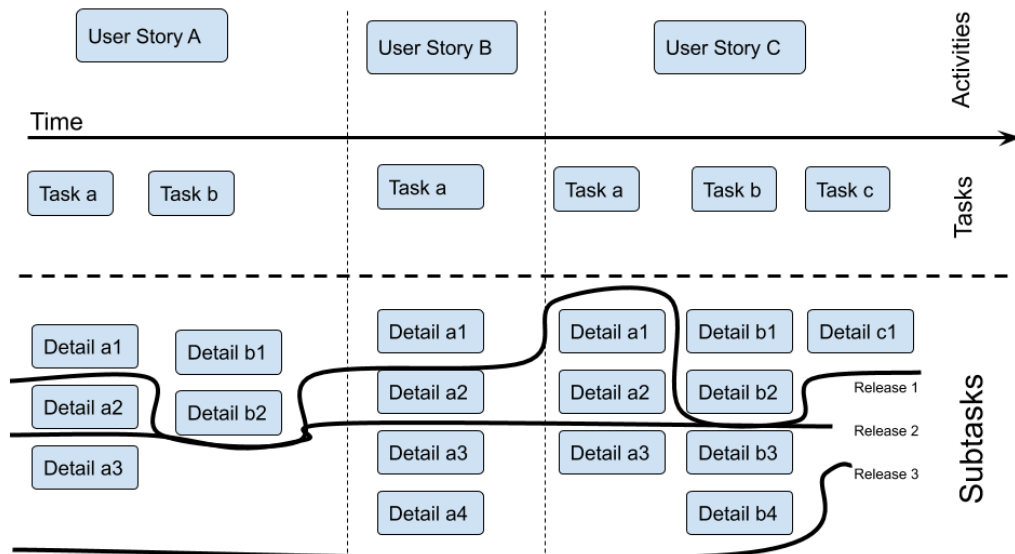 User Story A
User Story B
User Story C
Activities
Time
Task a
Task b
Task a
Task a
Task b
Task c
Tasks
Detail a1
Detail b1
Detail a1
Detail a1
Detail b1
Detail c1
Detail a2
Detail b2
Detail a2
Detail a2
Detail b2
Release 1
Release 2
Detail a3
Detail a3
Detail a3
Detail b3
Release 3
Detail a4
Detail b4
Subtasks